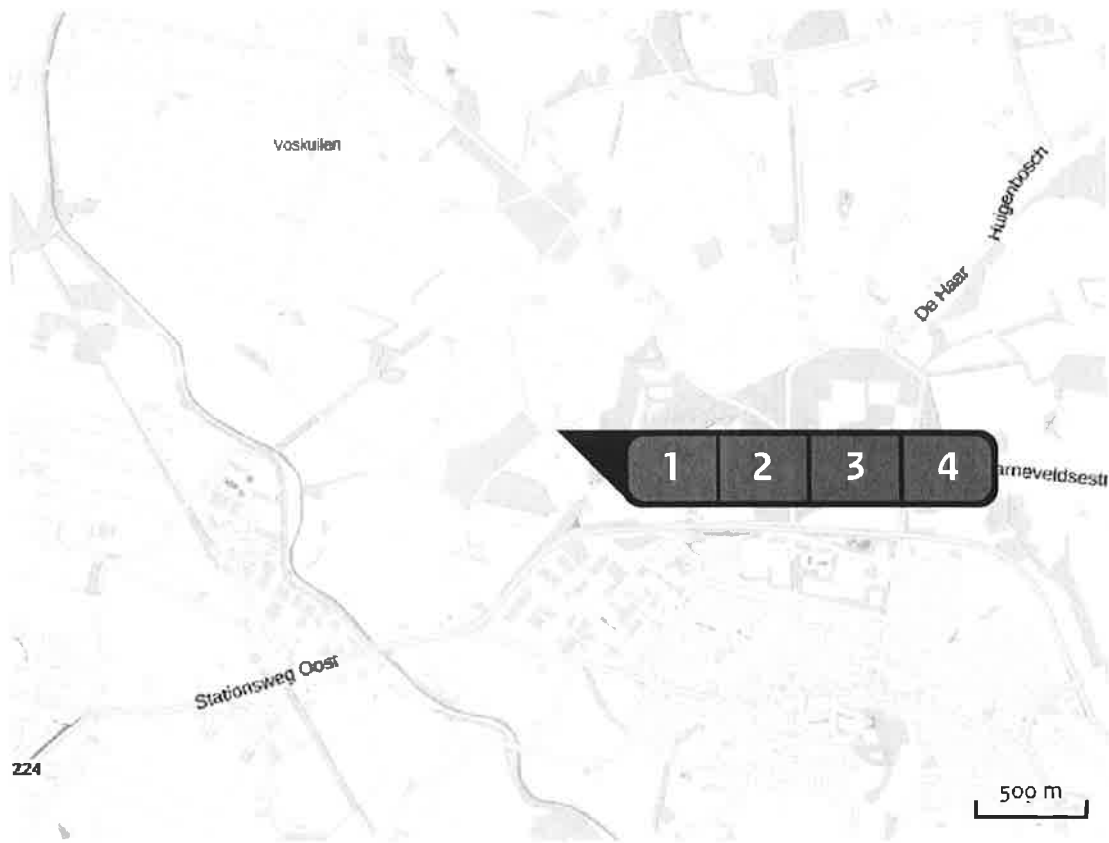 Voskuilen
Huigenbosch
De Haar
1 2 3 4
arneveldsestr
Stationsweg Oost
224
500 m